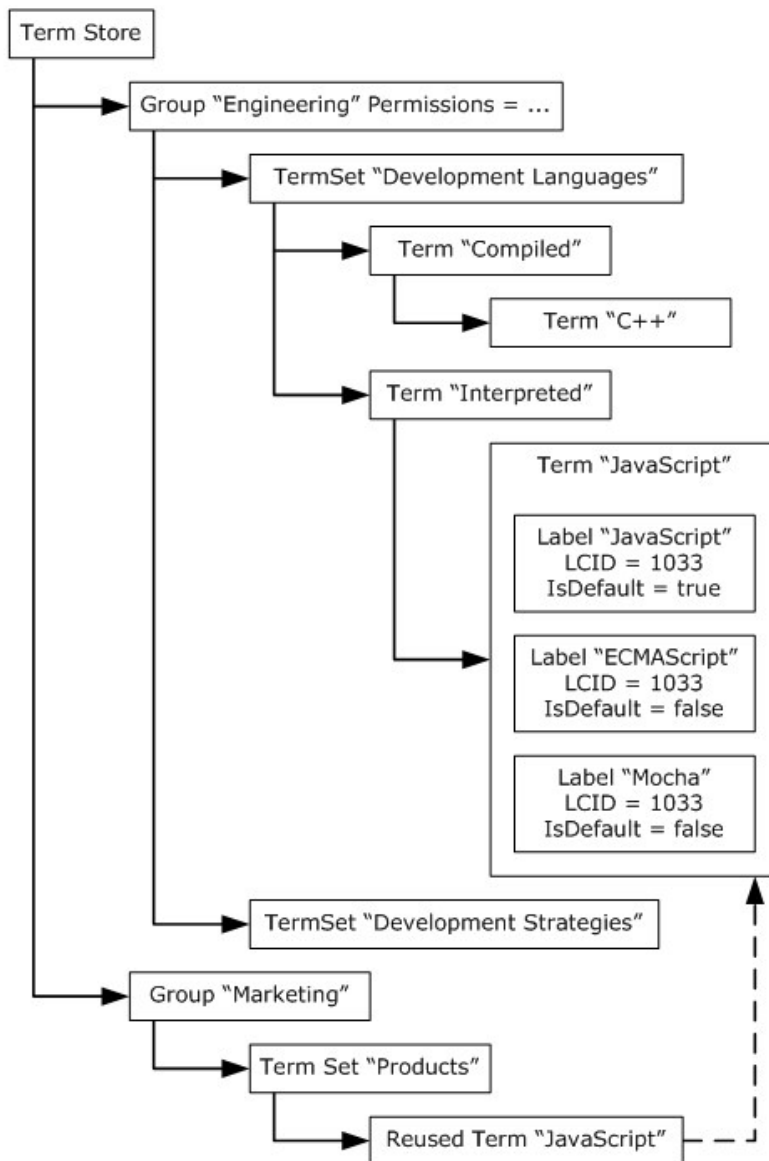 Term Store
Group “Engineering” Permissions = ...
TermSet “Development Languages”
Term “Compiled”
Term “C++”
Term “Interpreted”
Term “JavaScript”
Label “JavaScript”
LCID = 1033
IsDefault = true
Label “ECMAScript”
LCID = 1033
IsDefault = false
Label “Mocha”
LCID = 1033
IsDefault = false
TermSet “Development Strategies”
Group “Marketing”
Term Set “Products”
Reused Term “JavaScript”